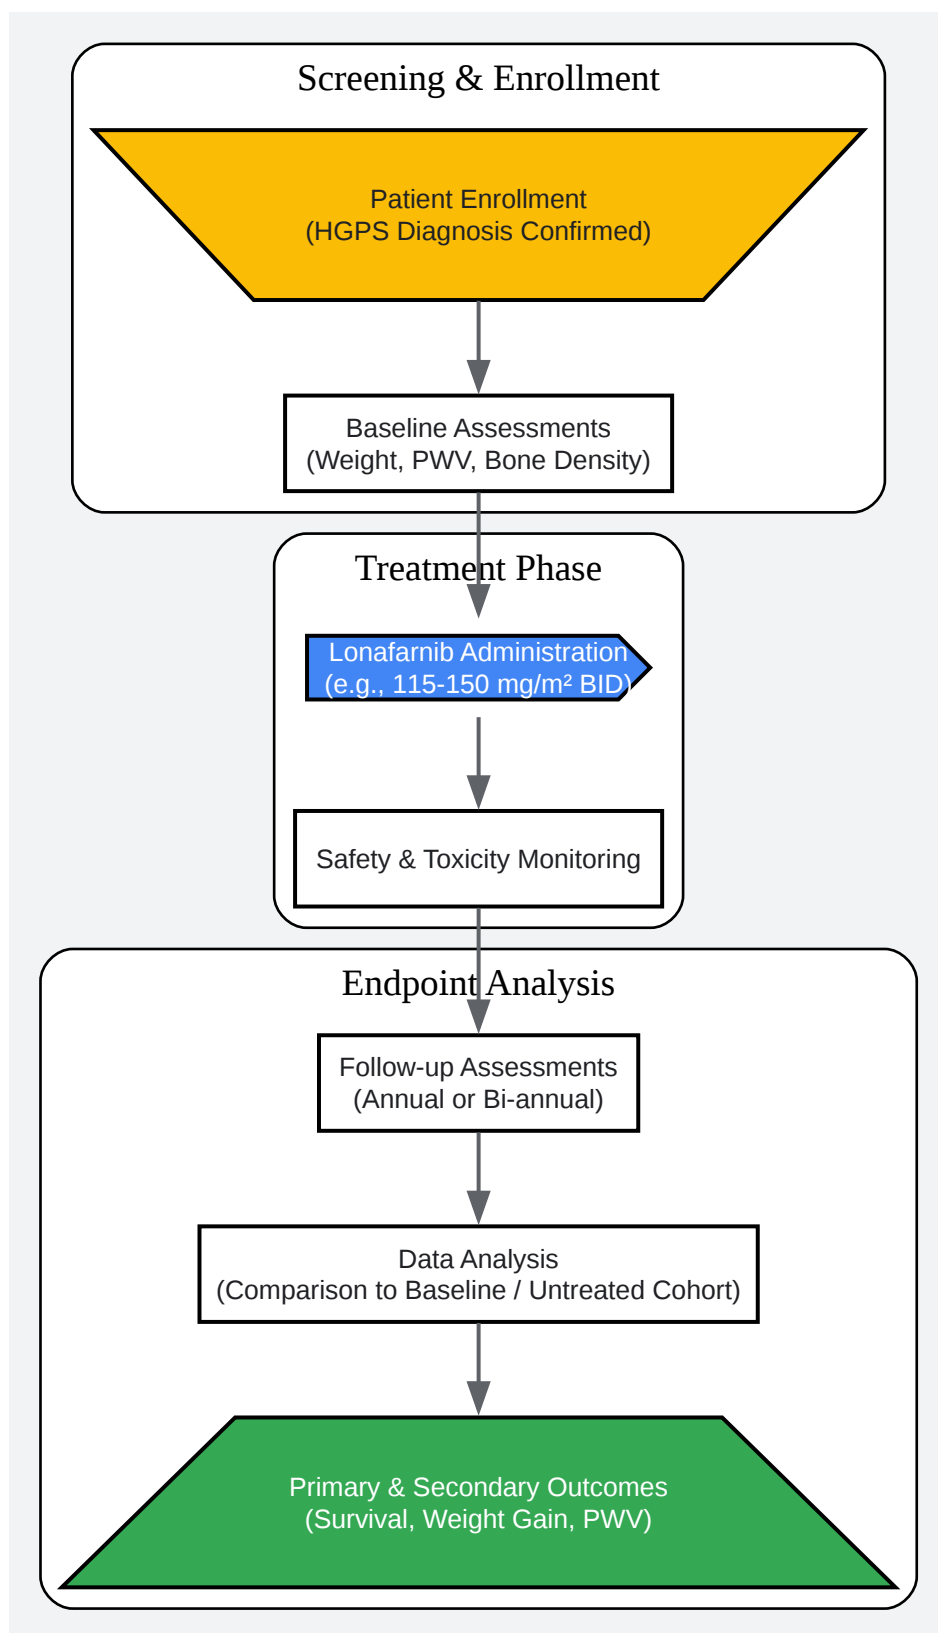 Screening & Enrollment
Patient Enrollment
(HGPS Diagnosis Confirmed)
Baseline Assessments
(Weight, PWV, Bone Density)
Treatment Phase
Lonafarnib Administration
(e.g., 115-150 mg/m² BID)
Safety & Toxicity Monitoring
Endpoint Analysis
Follow-up Assessments
(Annual or Bi-annual)
Data Analysis
(Comparison to Baseline / Untreated Cohort)
Primary & Secondary Outcomes
(Survival, Weight Gain, PWV)